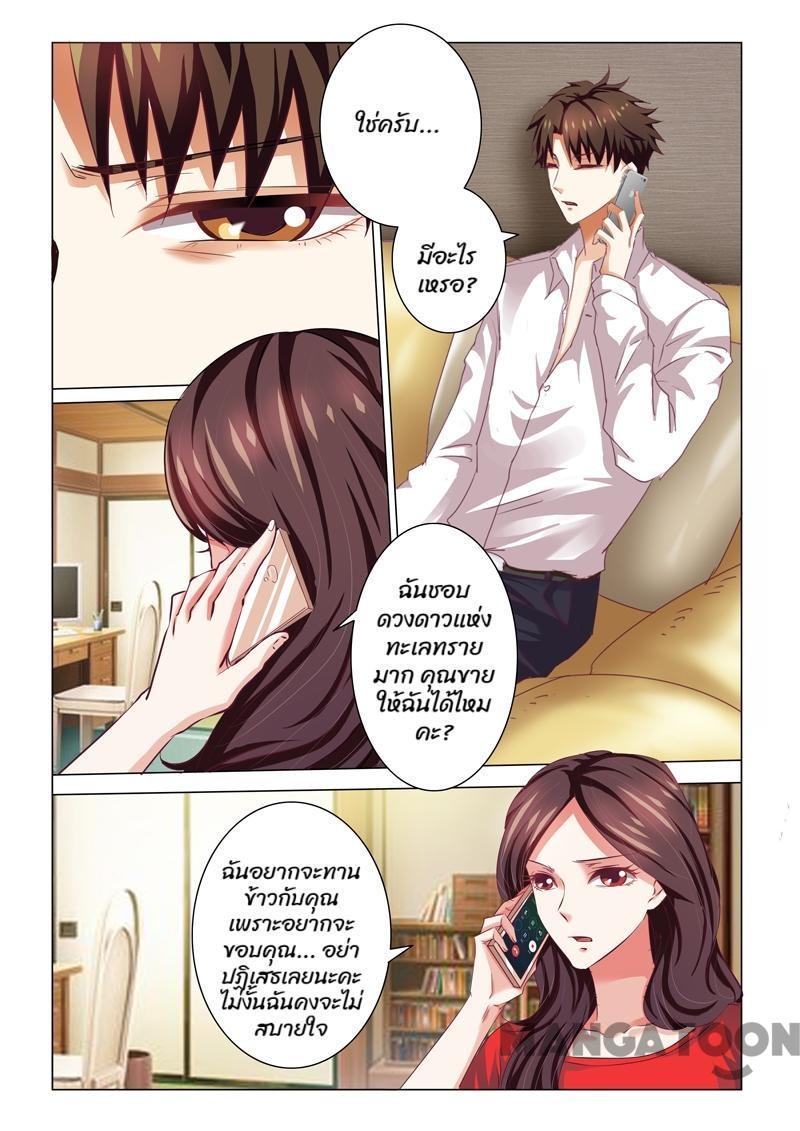 ใช่ครับ...
มีอะไร
เหรอ?
ฉันชอบ
ดวงดาวแห่ง
ทะเลทราย
มาก คุณขาย
ให้ฉันได้ไหม
คะ?
ฉันอยากจะทาน
ข้าวกับคุณ
เพราะอยากจะ
ขอบคุณ... อย่า
ปฏิเสธเลยนะคะ
ไม่งั้นฉันคงจะไม่
สบายใจ
MANGATOON